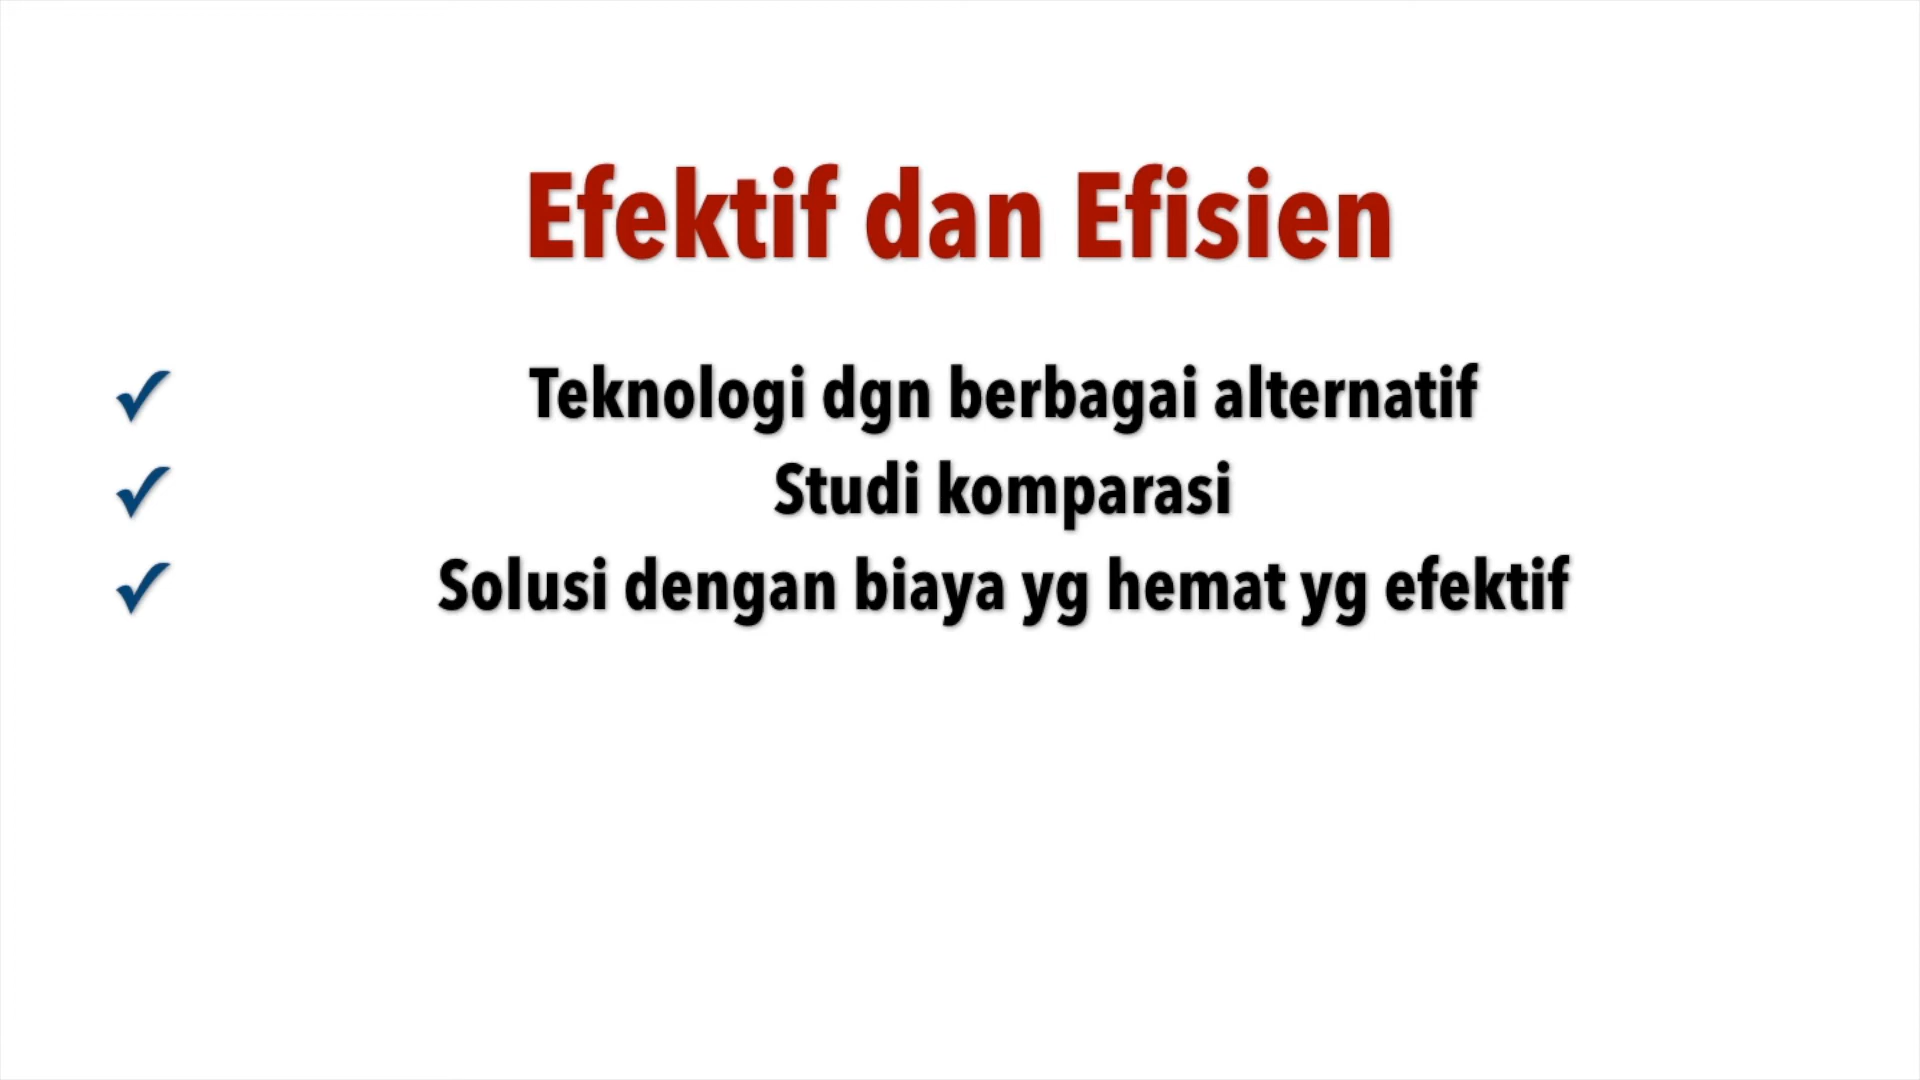 Efektif dan Efisien
✓ Teknologi dgn berbagai alternatif
✓ Studi komparasi
✓ Solusi dengan biaya yg hemat yg efektif